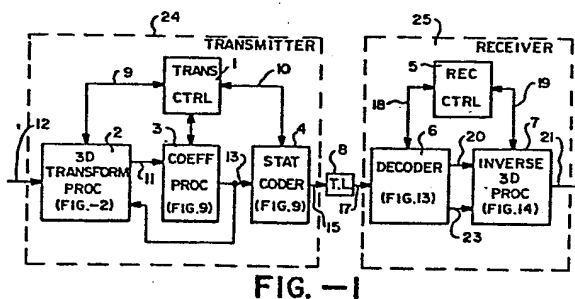 24
TRANSMITTER
9
TRANS
CTRL
1
10
12
2
3D
TRANSFORM
PROC
(FIG.-2)
11
3
COEFF
PROC
(FIG.9)
13
4
STAT
CODER
(FIG.9)
15
8
T.L.
17
25
RECEIVER
5
REC
CTRL
18
19
6
DECODER
(FIG.13)
20
23
7
INVERSE
3D PROC
(FIG.14)
21
FIG.-1